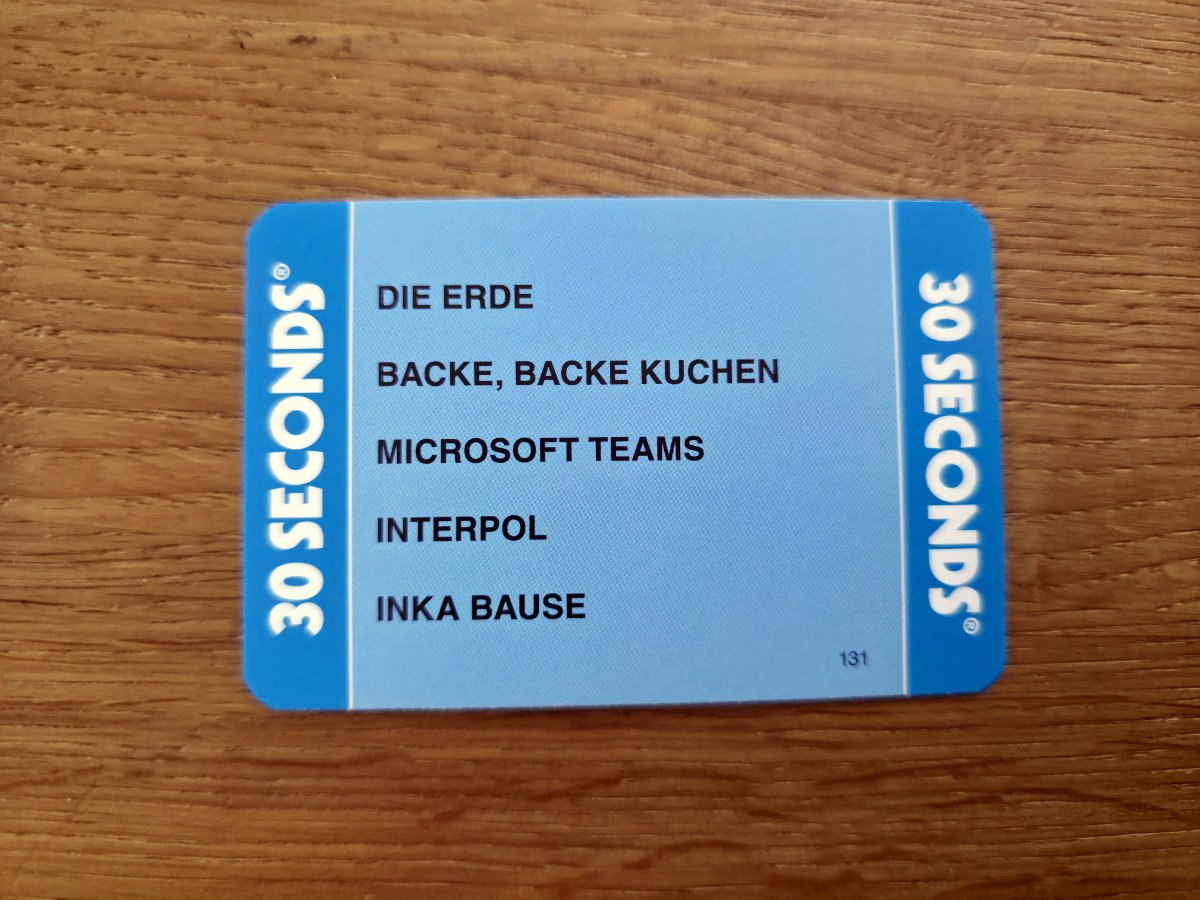 30 SECONDS®
DIE ERDE
BACKE, BACKE KUCHEN
MICROSOFT TEAMS
INTERPOL
INKA BAUSE
131
30 SECONDS®